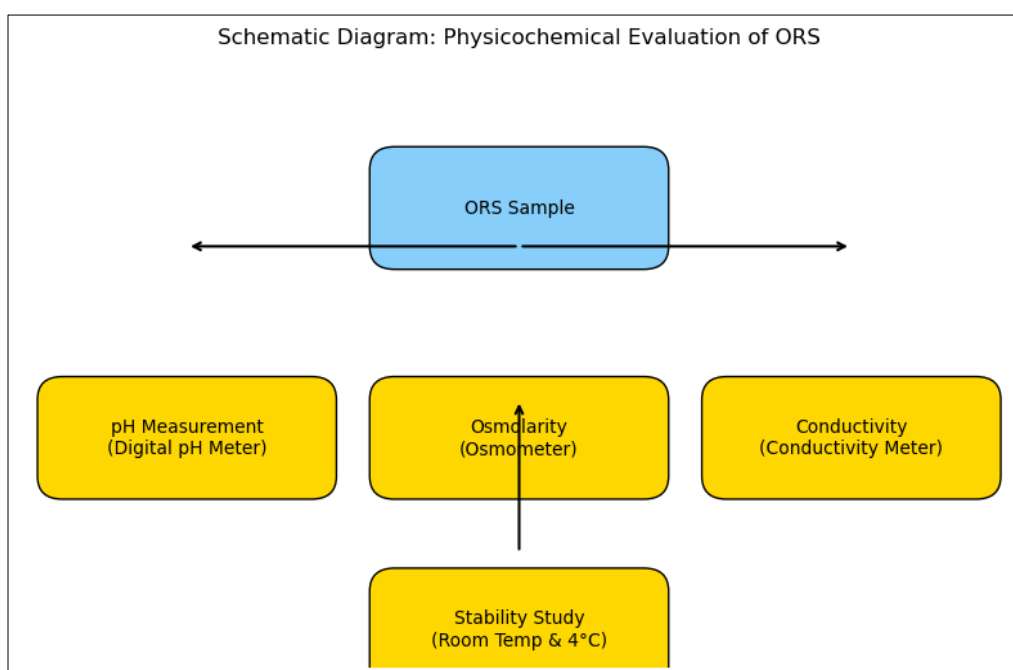 Schematic Diagram: Physicochemical Evaluation of ORS
ORS Sample
pH Measurement
(Digital pH Meter)
Osmolarity
(Osmometer)
Conductivity
(Conductivity Meter)
Stability Study
(Room Temp & 4°C)